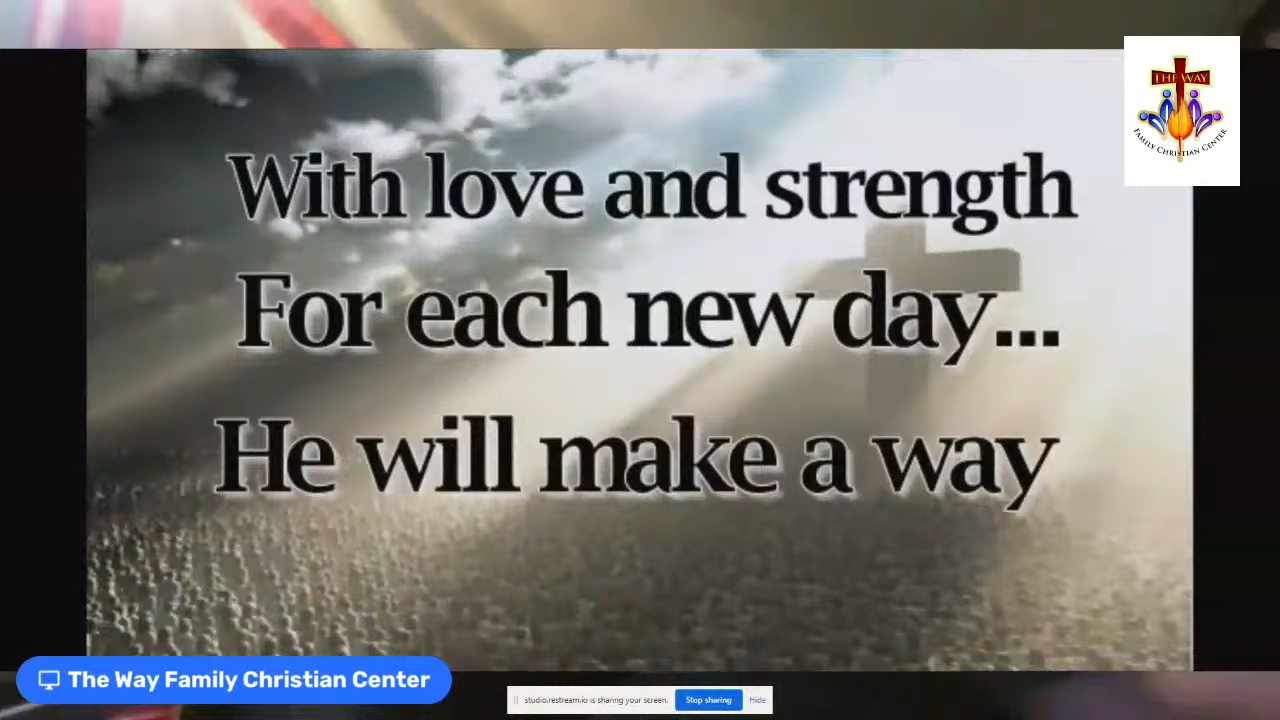 THE WAY
FAMILY CHRISTIAN CENTER
With love and strength
For each new day...
He will make a way
The Way Family Christian Center
studio.restream.io is sharing your screen.
Stop sharing
Hide